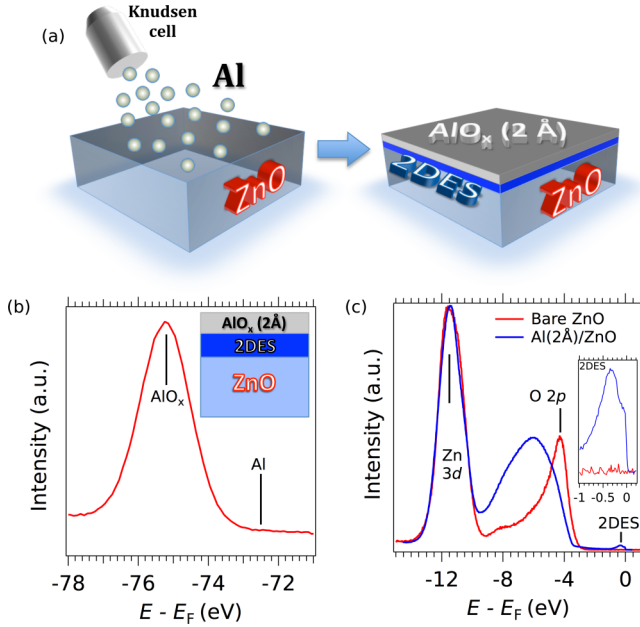 (a)
Knudsen
cell
Al
ZnO
AlOx (2 Å)
2DES
ZnO
(b)
Intensity (a.u.)
AlOx
Al
AlOx (2Å)
2DES
ZnO
-78 -76 -74 -72
E - EF (eV)
(c)
Intensity (a.u.)
Bare ZnO
Al(2Å)/ZnO
O 2p
Zn
3d
2DES
-1 -0.5 0
2DES
-12 -8 -4 0
E - EF (eV)